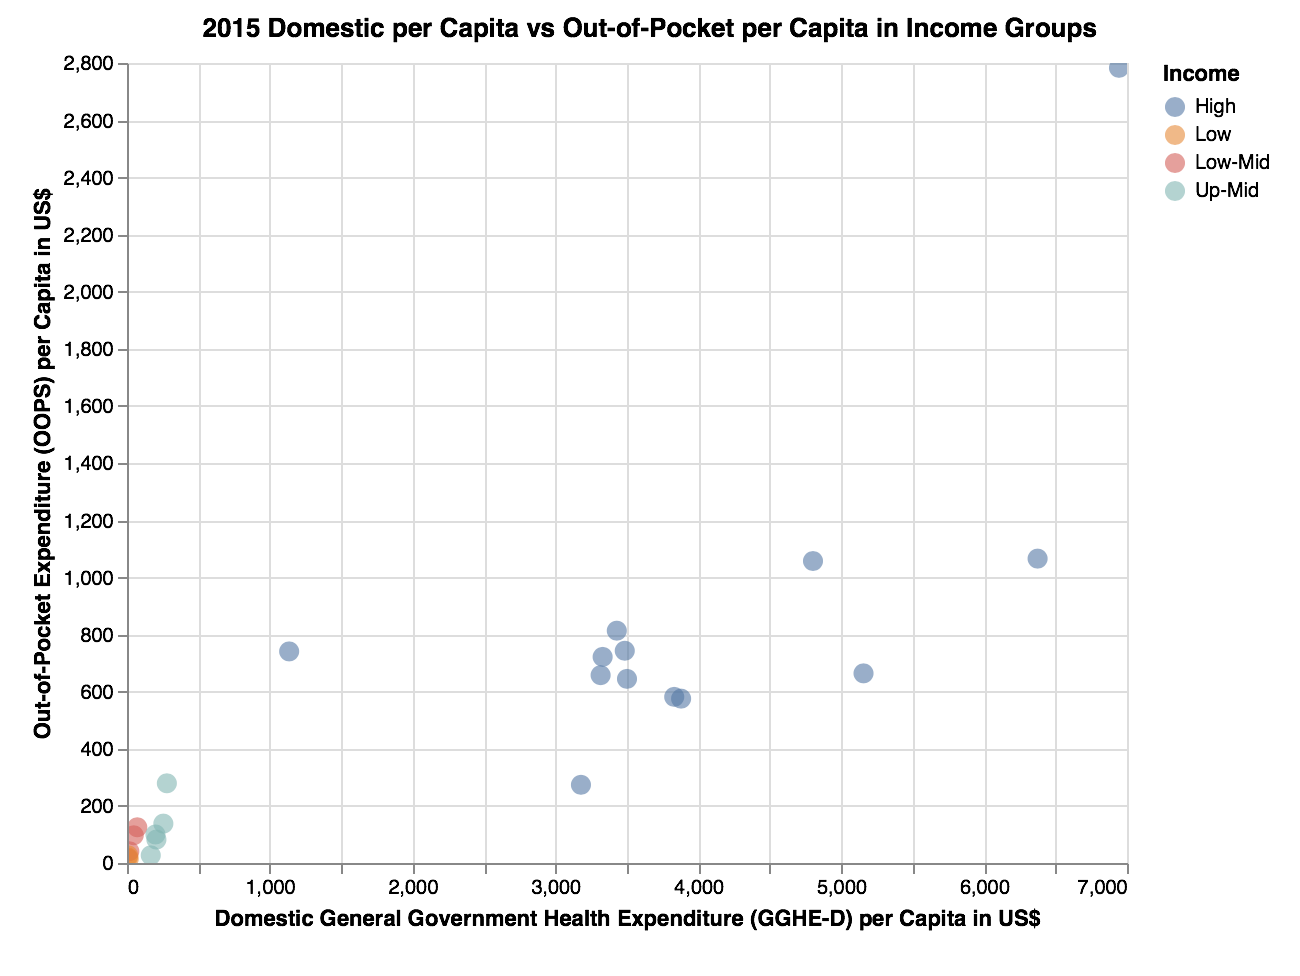 2015 Domestic per Capita vs Out-of-Pocket per Capita in Income Groups
Income
High
Low
Low-Mid
Up-Mid
Out-of-Pocket Expenditure (OOPS) per Capita in US$
2,800
2,600
2,400
2,200
2,000
1,800
1,600
1,400
1,200
1,000
800
600
400
200
0
0 1,000 2,000 3,000 4,000 5,000 6,000 7,000
Domestic General Government Health Expenditure (GGHE-D) per Capita in US$